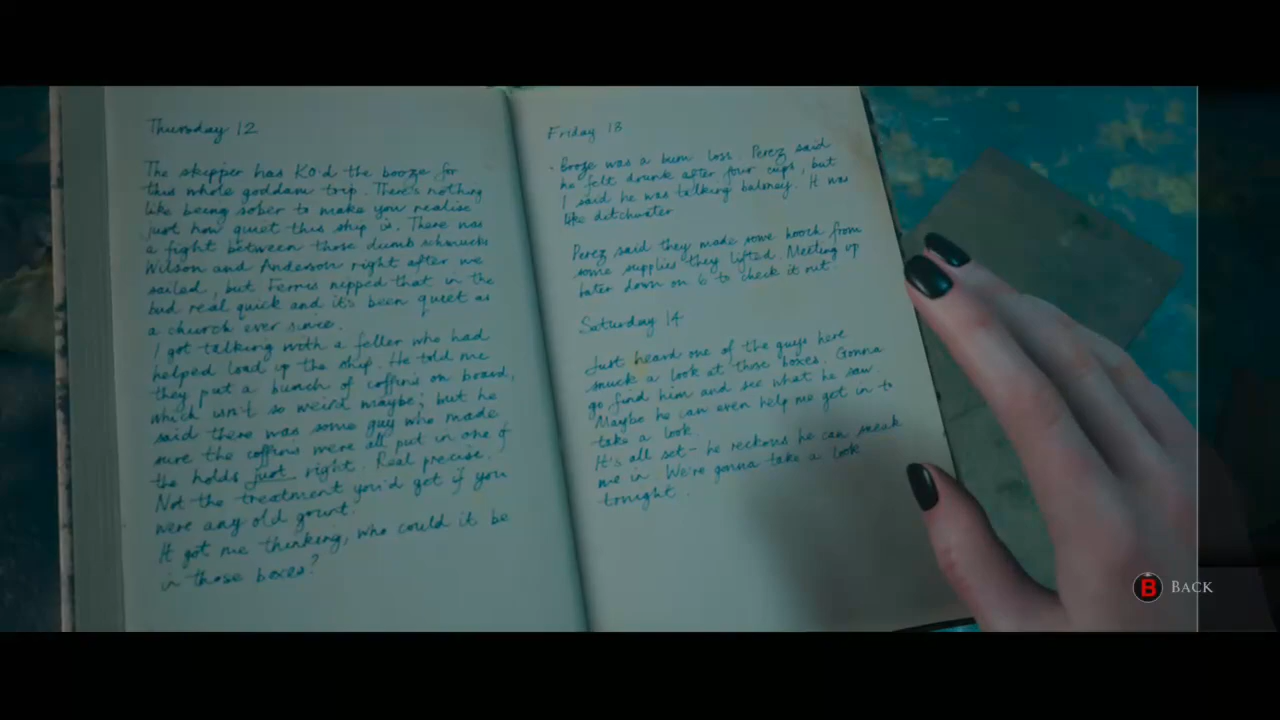 Thursday 12
The skipper has KO-d the booze for
this whole goddam trip. There's nothing
like being sober to make you realise
just how quiet this ship is. There was
a fight between those dumb schmucks
Wilson and Anderson right after we
sailed, but Ferris nipped that in the
bud real quick and it's been quiet as
a church ever since.
I got talking with a feller who had
helped load up the ship. He told me
they put a bunch of coffins on board,
which isn't so weird maybe; but he
said there was some guy who made
sure the coffins were all put in one of
the holds just right. Real precise.
Not the treatment you'd get if you
were any old grunt.
It got me thinking, who could it be
in those boxes?
Friday 13
Booze was a bum loss. Perez said
he felt drunk after four cups, but
I said he was talking baloney. It was
like ditchwater
Perez said they made some hooch from
some supplies they lifted. Meeting up
later down on 6 to check it out
Saturday 14
Just heard one of the guys here
snuck a look at those boxes. Gonna
go find him and see what he saw
Maybe he can even help me get in to
take a look.
It's all set - he reckons he can sneak
me in. We're gonna take a look
tonight.
B BACK